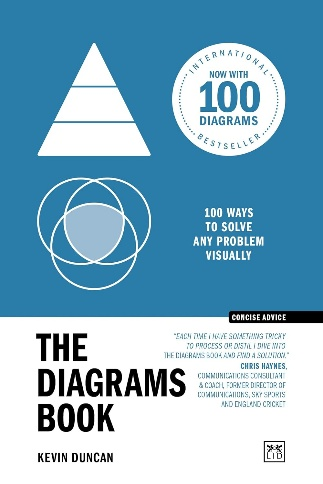 INTERNATIONAL
NOW WITH
100
DIAGRAMS
BESTSELLER
100 WAYS
TO SOLVE
ANY PROBLEM
VISUALLY
CONCISE ADVICE
THE
DIAGRAMS
BOOK
KEVIN DUNCAN
"EACH TIME I HAVE SOMETHING TRICKY
TO PROCESS OR DISTIL I DIVE INTO
THE DIAGRAMS BOOK AND FIND A SOLUTION."
CHRIS HAYNES,
COMMUNICATIONS CONSULTANT
& COACH, FORMER DIRECTOR OF
COMMUNICATIONS, SKY SPORTS
AND ENGLAND CRICKET
LID